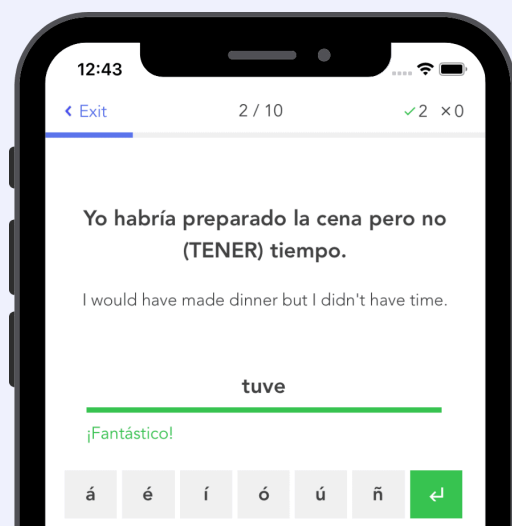 12:43
Exit 2 / 10 ✓2 ×0
Yo habría preparado la cena pero no
(TENER) tiempo.
I would have made dinner but I didn't have time.
tuve
¡Fantástico!
á é í ó ú ñ